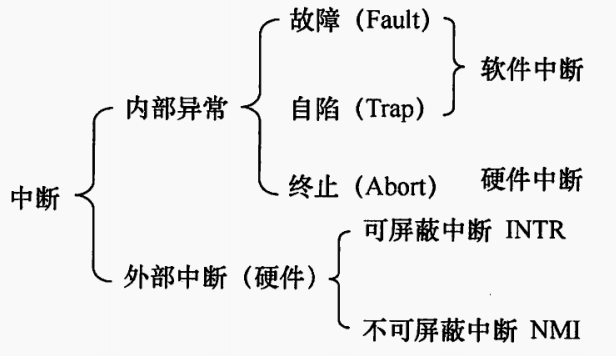 故障（Fault）
软件中断
内部异常
自陷（Trap）
终止（Abort）
硬件中断
中断
可屏蔽中断 INTR
外部中断（硬件）
不可屏蔽中断 NMI